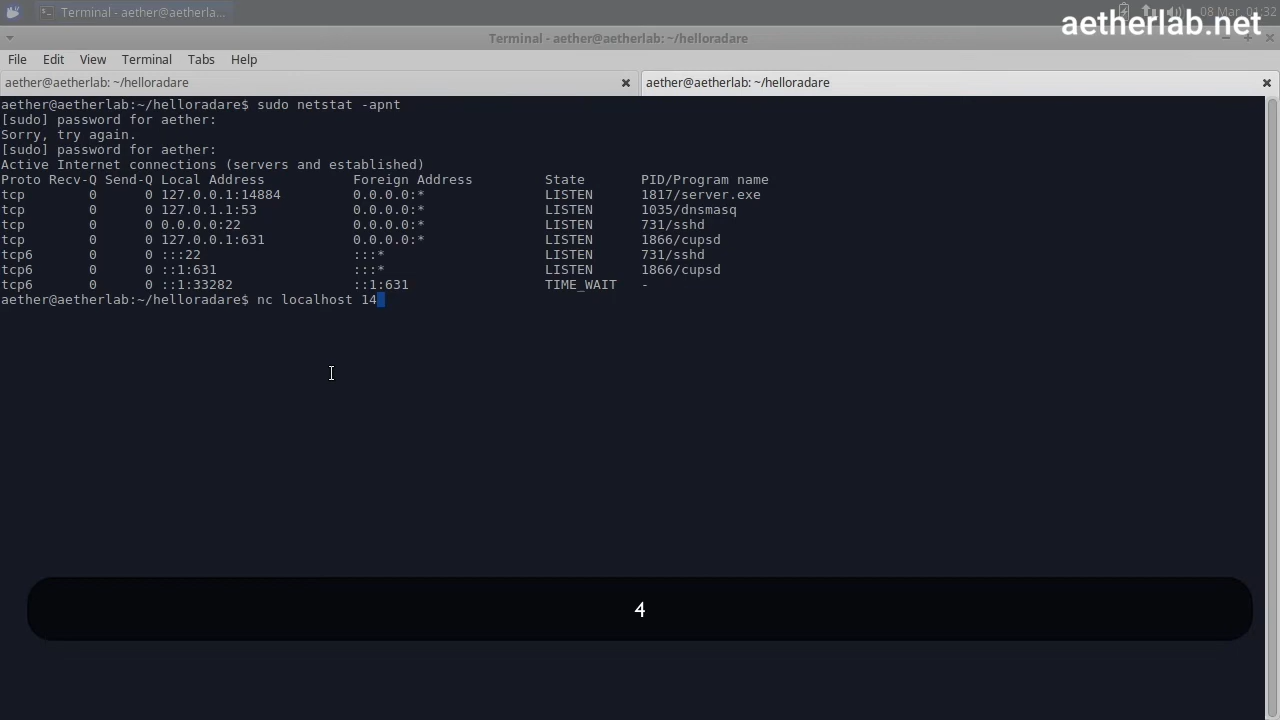 Terminal - aether@aetherla...
08 Mar, 01:32
aetherlab.net
Terminal - aether@aetherlab: ~/helloradare
File Edit View Terminal Tabs Help
aether@aetherlab: ~/helloradare
aether@aetherlab: ~/helloradare
aether@aetherlab:~/helloradare$ sudo netstat -apnt
[sudo] password for aether:
Sorry, try again.
[sudo] password for aether:
Active Internet connections (servers and established)
Proto Recv-Q Send-Q Local Address           Foreign Address         State       PID/Program name
tcp        0      0 127.0.0.1:14884         0.0.0.0:*               LISTEN      1817/server.exe
tcp        0      0 127.0.1.1:53            0.0.0.0:*               LISTEN      1035/dnsmasq
tcp        0      0 0.0.0.0:22              0.0.0.0:*               LISTEN      731/sshd
tcp        0      0 127.0.0.1:631           0.0.0.0:*               LISTEN      1866/cupsd
tcp6       0      0 :::22                   :::*                    LISTEN      731/sshd
tcp6       0      0 ::1:631                 :::*                    LISTEN      1866/cupsd
tcp6       0      0 ::1:33282               ::1:631                 TIME_WAIT   -
aether@aetherlab:~/helloradare$ nc localhost 14
4